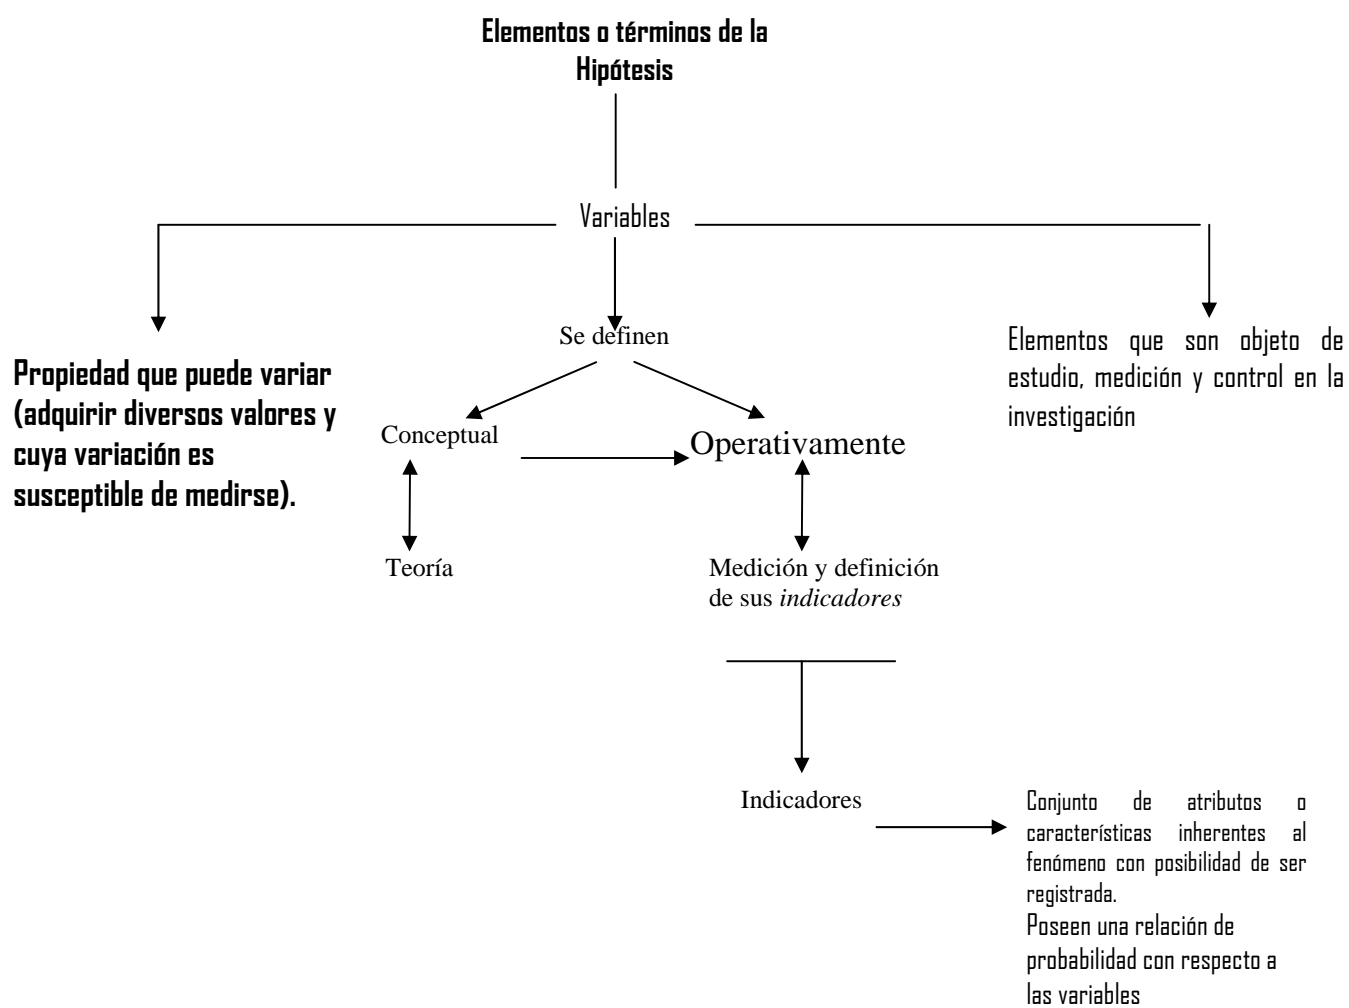 Elementos o términos de la
Hipótesis
Variables
Se definen
Propiedad que puede variar
(adquirir diversos valores y
cuya variación es
susceptible de medirse).
Elementos que son objeto de
estudio, medición y control en la
investigación
Conceptual
Operativamente
Teoría
Medición y definición
de sus indicadores
Indicadores
Conjunto de atributos o
características inherentes al
fenómeno con posibilidad de ser
registrada.
Poseen una relación de
probabilidad con respecto a
las variables